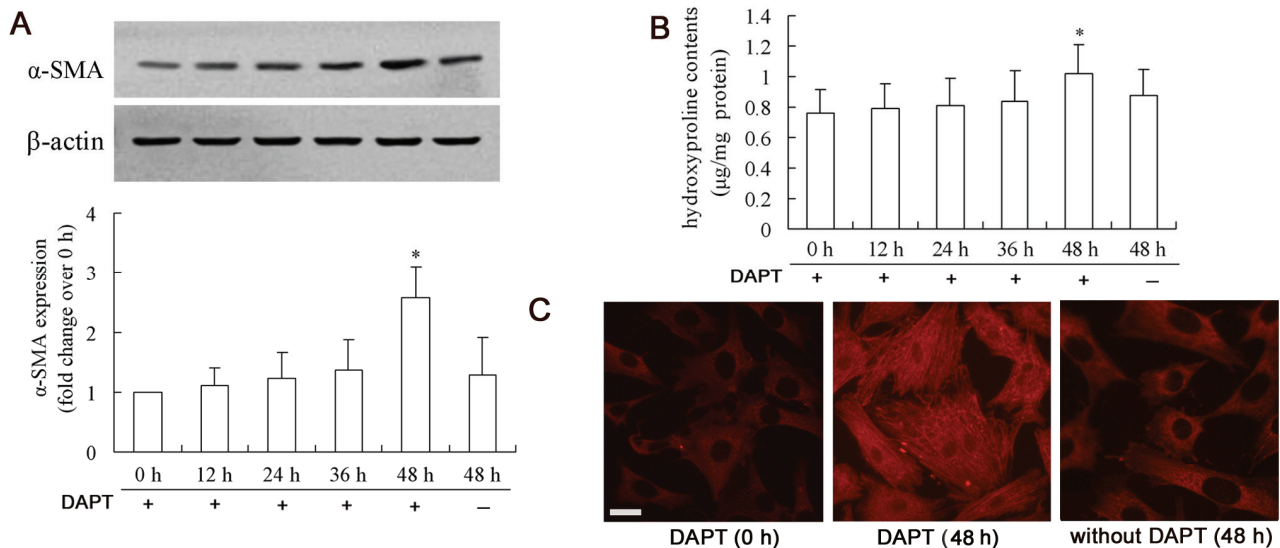 A
α-SMA
β-actin
α-SMA expression
(fold change over 0 h)
4
3
2
1
0
*
0 h 12 h 24 h 36 h 48 h 48 h
DAPT + + + + + –
B
hydroxyproline contents
(μg/mg protein)
1.4
1.2
1
0.8
0.6
0.4
0.2
0
*
0 h 12 h 24 h 36 h 48 h 48 h
DAPT + + + + + –
C
DAPT (0 h) DAPT (48 h) without DAPT (48 h)